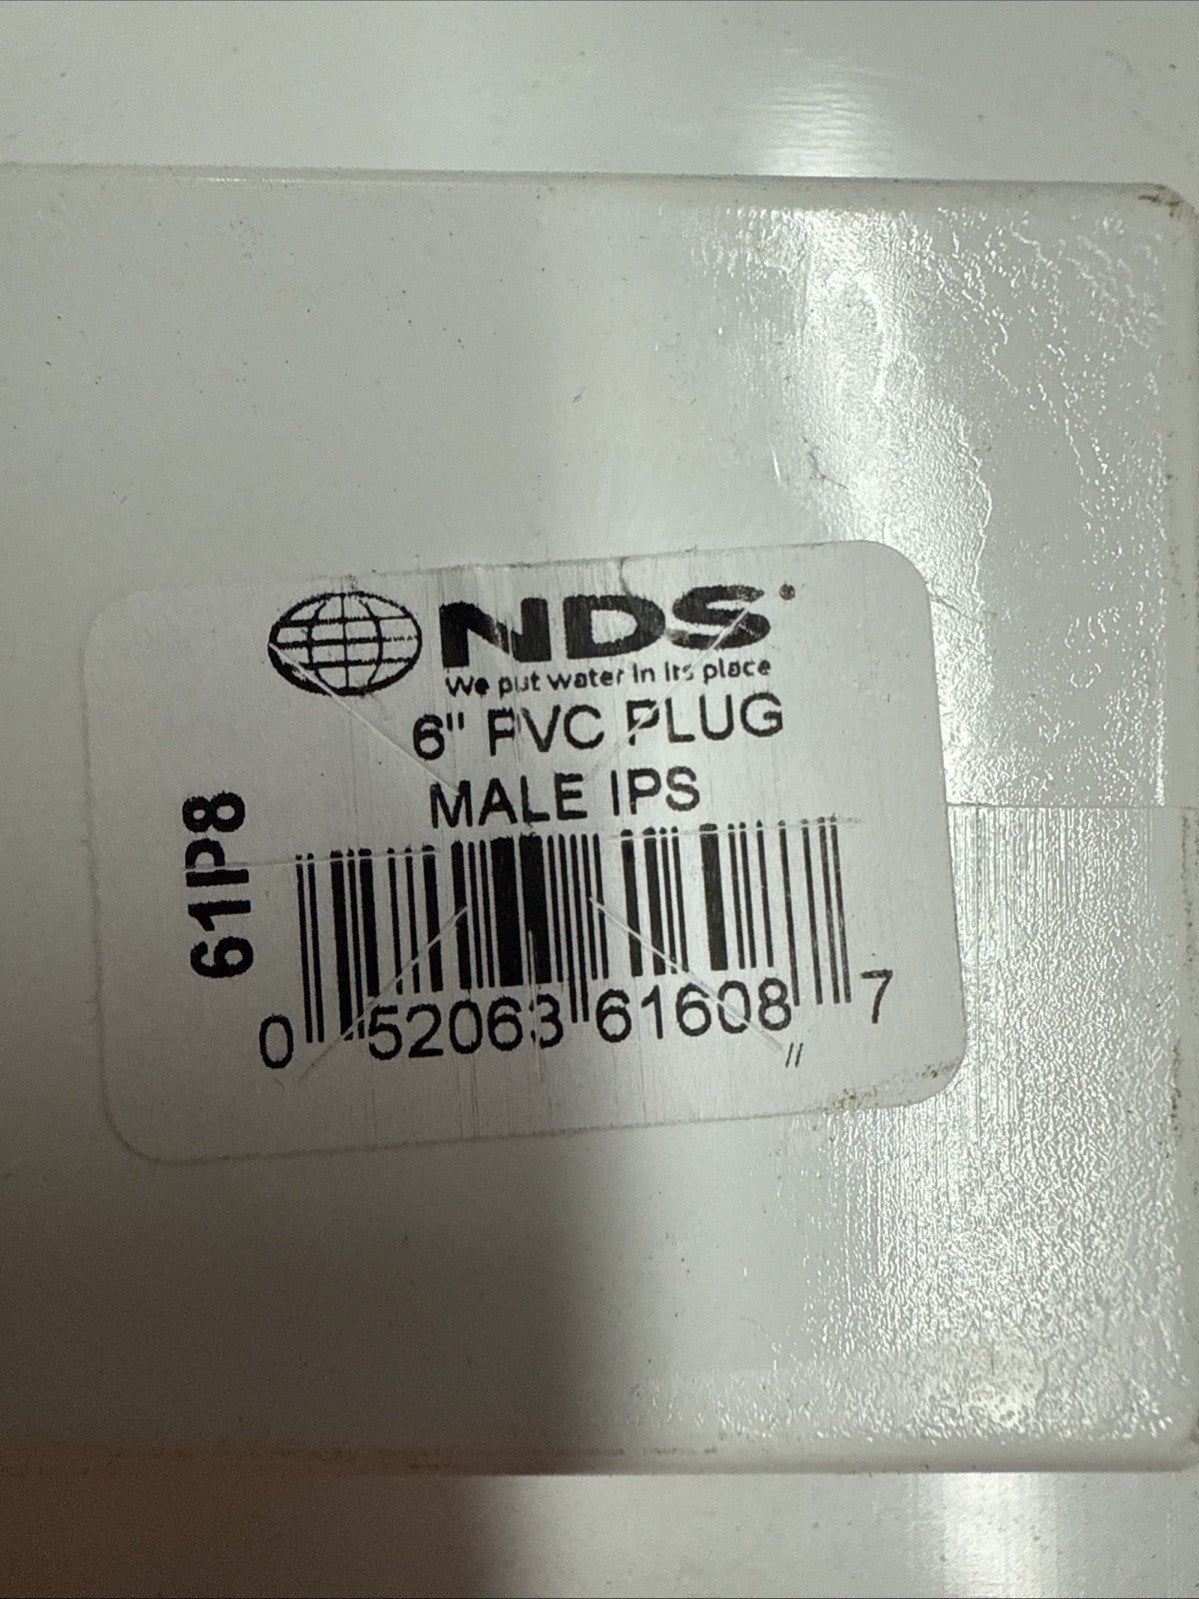 NDS®
We put water in its place
6" PVC PLUG
MALE IPS
61P8
0 52063 61608 7